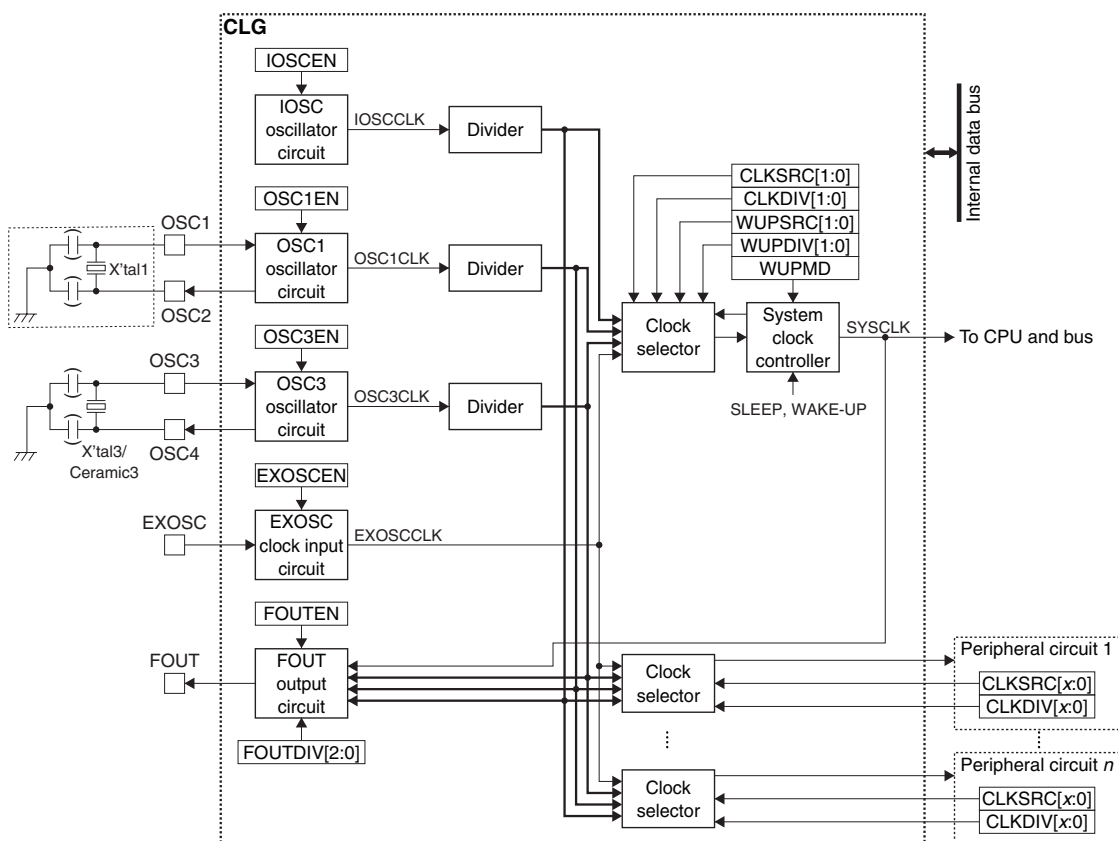 CLG
IOSCEN
IOSC
oscillator
circuit
IOSCCLK
Divider
Internal data bus
CLKSRC[1:0]
CLKDIV[1:0]
WUPSRC[1:0]
WUPDIV[1:0]
WUPMD
OSC1EN
OSC1
OSC1
oscillator
circuit
OSC1CLK
Divider
X'tal1
OSC2
Clock
selector
System
clock
controller
SYSCLK
To CPU and bus
SLEEP, WAKE-UP
OSC3EN
OSC3
OSC3
oscillator
circuit
OSC3CLK
Divider
OSC4
X'tal3/
Ceramic3
EXOSCEN
EXOSC
EXOSC
clock input
circuit
EXOSCCLK
FOUTEN
FOUT
FOUT
output
circuit
FOUTDIV[2:0]
Clock
selector
Peripheral circuit 1
CLKSRC[x:0]
CLKDIV[x:0]
Clock
selector
Peripheral circuit n
CLKSRC[x:0]
CLKDIV[x:0]